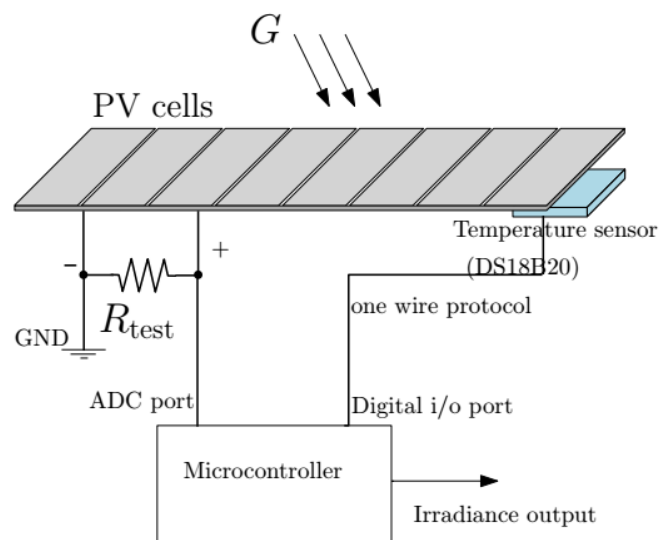 G
PV cells
Temperature sensor
(DS18B20)
+
-
R_test
GND
one wire protocol
ADC port
Digital i/o port
Microcontroller
Irradiance output